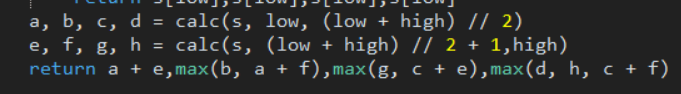 a, b, c, d = calc(s, low, (low + high) // 2)
e, f, g, h = calc(s, (low + high) // 2 + 1,high)
return a + e,max(b, a + f),max(g, c + e),max(d, h, c + f)